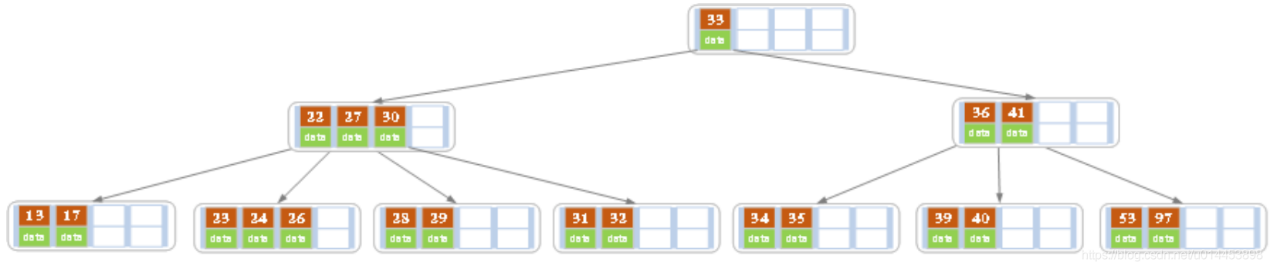 33
data
22 27 30
data data data
36 41
data data
13 17
data data
23 24 26
data data data
28 29
data data
31 32
data data
34 35
data data
39 40
data data
53 97
data data